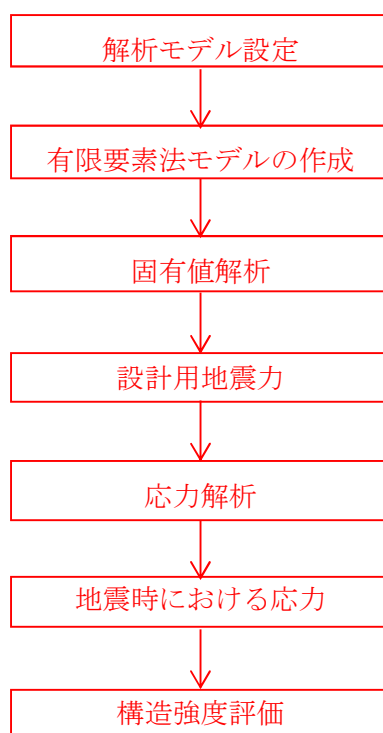 解析モデル設定
有限要素法モデルの作成
固有値解析
設計用地震力
応力解析
地震時における応力
構造強度評価